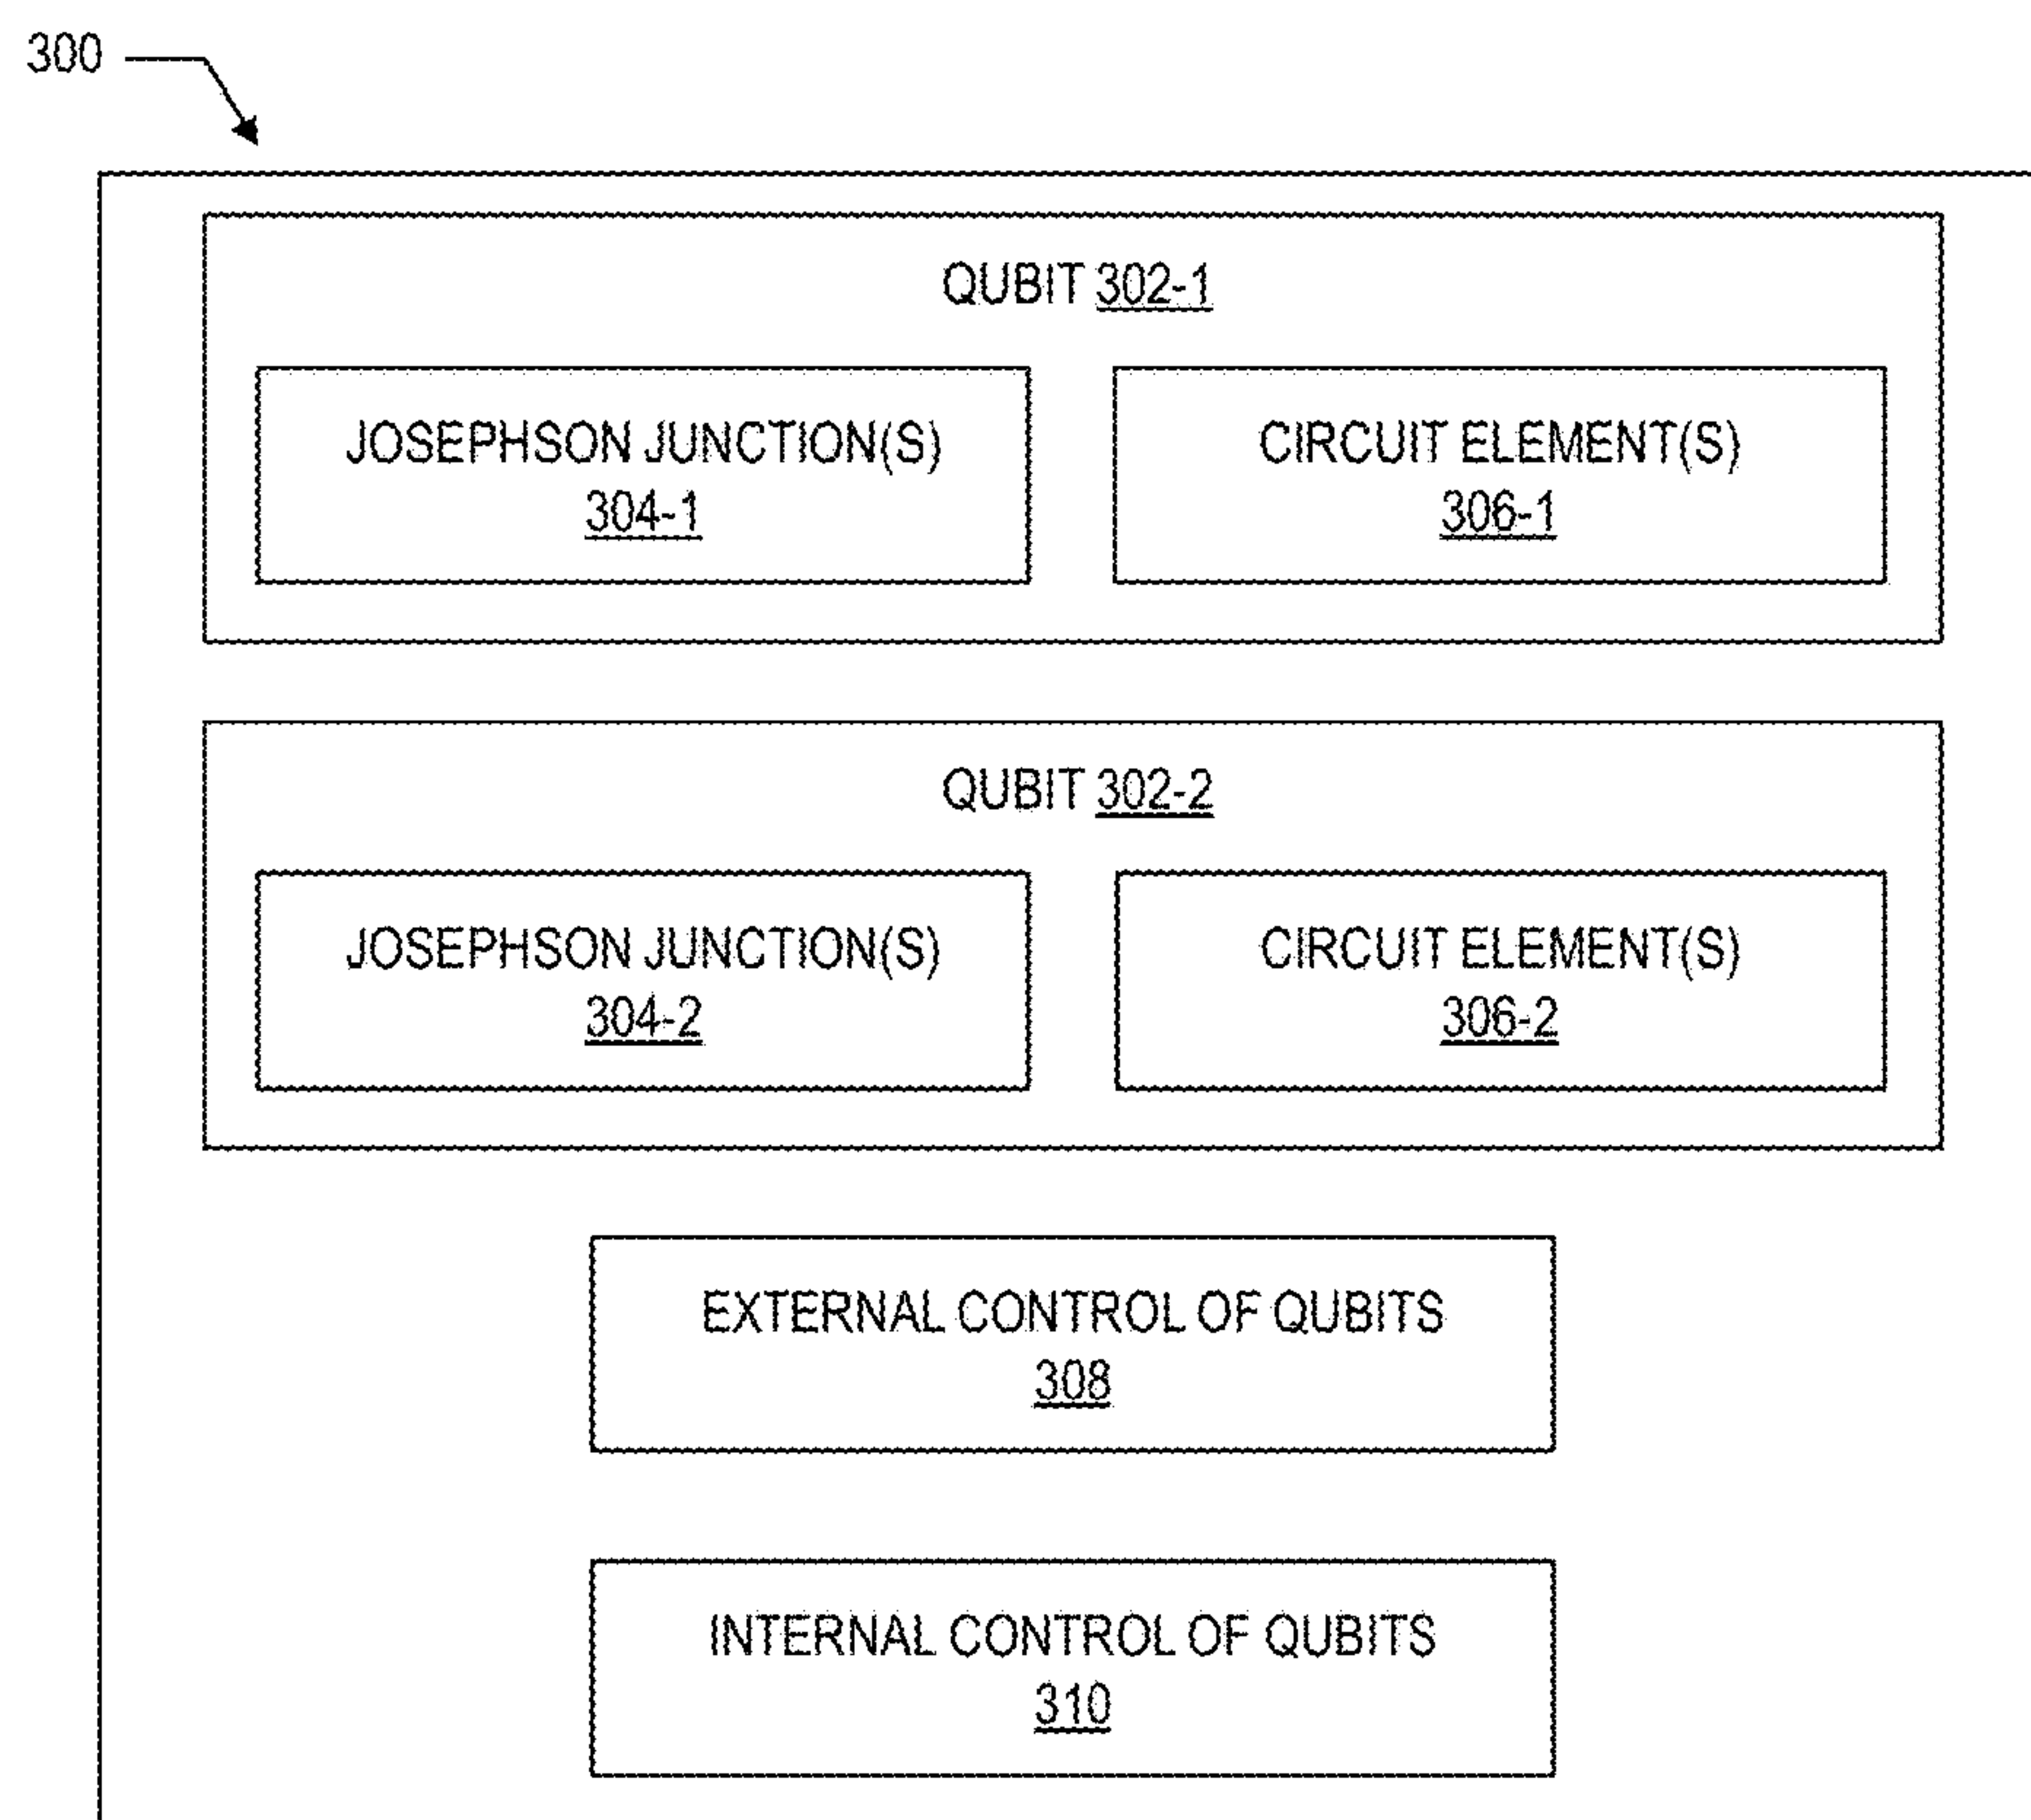 300
QUBIT 302-1
JOSEPHSON JUNCTION(S)
304-1
CIRCUIT ELEMENT(S)
306-1
QUBIT 302-2
JOSEPHSON JUNCTION(S)
304-2
CIRCUIT ELEMENT(S)
306-2
EXTERNAL CONTROL OF QUBITS
308
INTERNAL CONTROL OF QUBITS
310